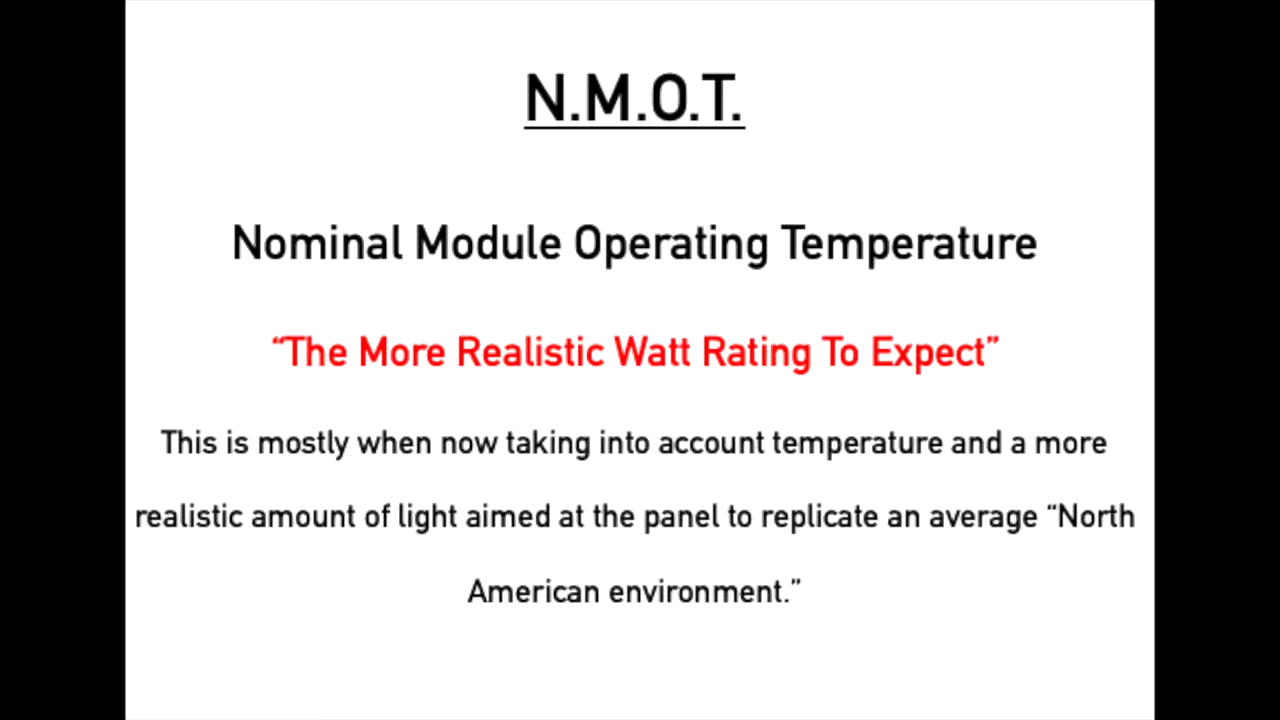 N.M.O.T.
Nominal Module Operating Temperature
“The More Realistic Watt Rating To Expect”
This is mostly when now taking into account temperature and a more
realistic amount of light aimed at the panel to replicate an average “North
American environment.”